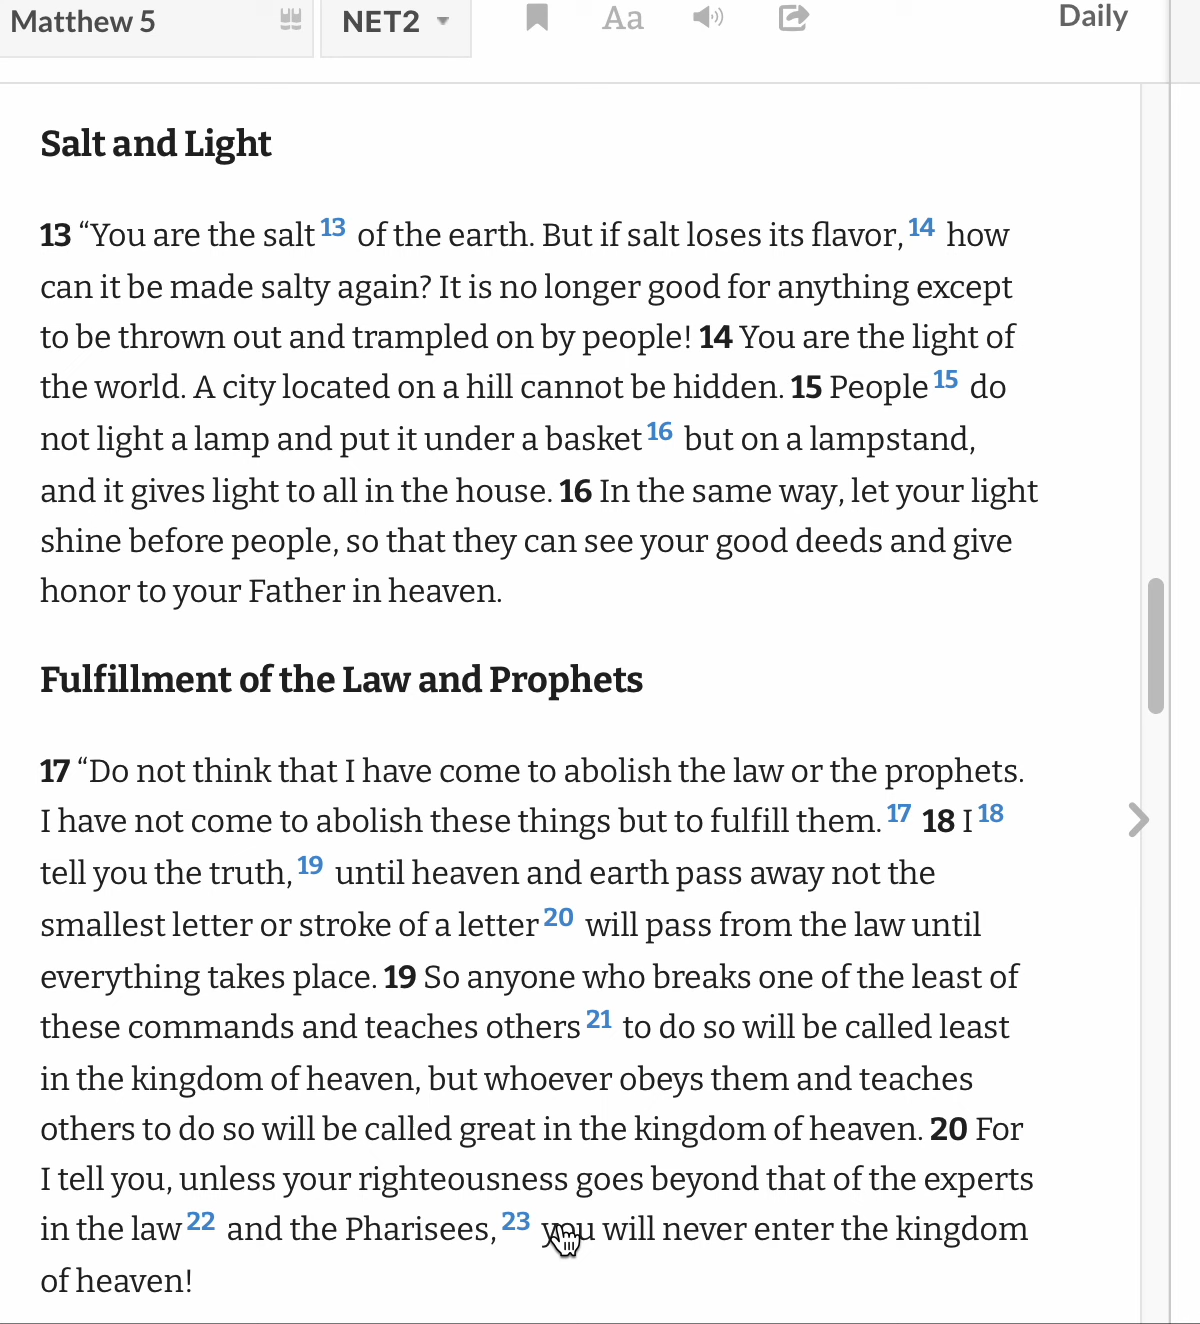 Matthew 5 NET2 Aa Daily
Salt and Light
13 “You are the salt 13 of the earth. But if salt loses its flavor, 14 how
can it be made salty again? It is no longer good for anything except
to be thrown out and trampled on by people! 14 You are the light of
the world. A city located on a hill cannot be hidden. 15 People 15 do
not light a lamp and put it under a basket 16 but on a lampstand,
and it gives light to all in the house. 16 In the same way, let your light
shine before people, so that they can see your good deeds and give
honor to your Father in heaven.
Fulfillment of the Law and Prophets
17 “Do not think that I have come to abolish the law or the prophets.
I have not come to abolish these things but to fulfill them. 17 18 I 18
tell you the truth, 19 until heaven and earth pass away not the
smallest letter or stroke of a letter 20 will pass from the law until
everything takes place. 19 So anyone who breaks one of the least of
these commands and teaches others 21 to do so will be called least
in the kingdom of heaven, but whoever obeys them and teaches
others to do so will be called great in the kingdom of heaven. 20 For
I tell you, unless your righteousness goes beyond that of the experts
in the law 22 and the Pharisees, 23 you will never enter the kingdom
of heaven!